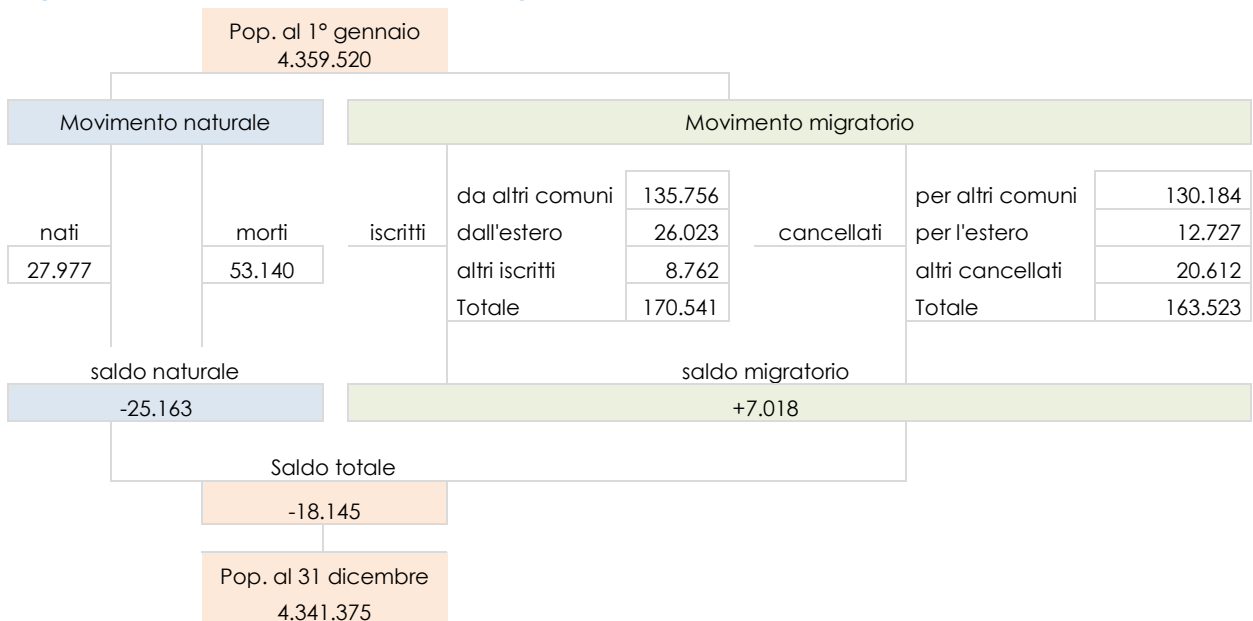 Pop. al 1° gennaio
4.359.520
Movimento naturale
Movimento migratorio
da altri comuni 135.756
per altri comuni 130.184
nati
morti
iscritti
dall'estero 26.023
cancellati
per l'estero 12.727
27.977
53.140
altri iscritti 8.762
altri cancellati 20.612
Totale 170.541
Totale 163.523
saldo naturale
saldo migratorio
-25.163
+7.018
Saldo totale
-18.145
Pop. al 31 dicembre
4.341.375